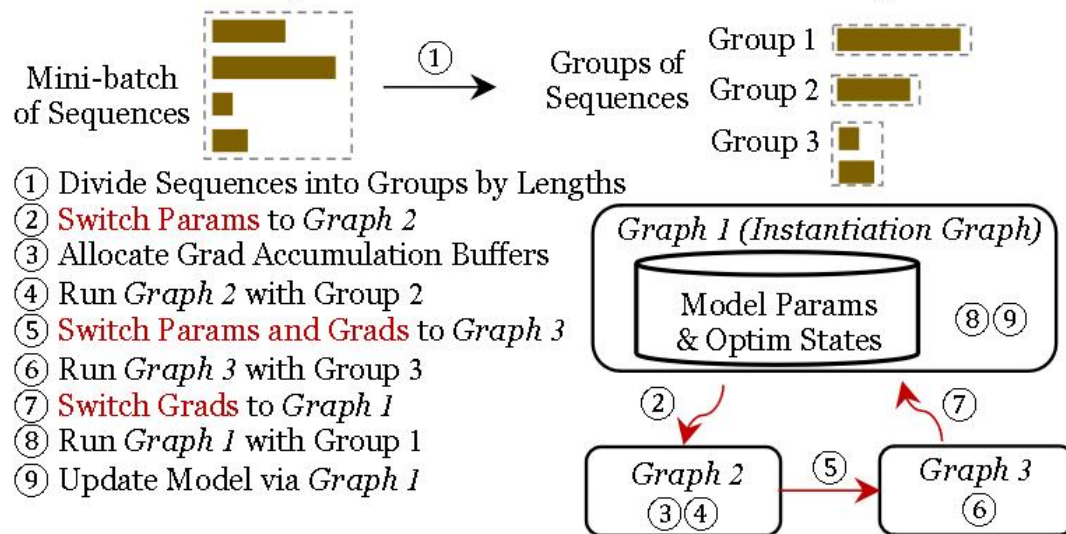 Mini-batch
of Sequences
①
Groups of
Sequences
Group 1
Group 2
Group 3
① Divide Sequences into Groups by Lengths
② Switch Params to Graph 2
③ Allocate Grad Accumulation Buffers
④ Run Graph 2 with Group 2
⑤ Switch Params and Grads to Graph 3
⑥ Run Graph 3 with Group 3
⑦ Switch Grads to Graph 1
⑧ Run Graph 1 with Group 1
⑨ Update Model via Graph 1
Graph 1 (Instantiation Graph)
Model Params
& Optim States
⑧⑨
②
⑦
Graph 2
③④
⑤
Graph 3
⑥